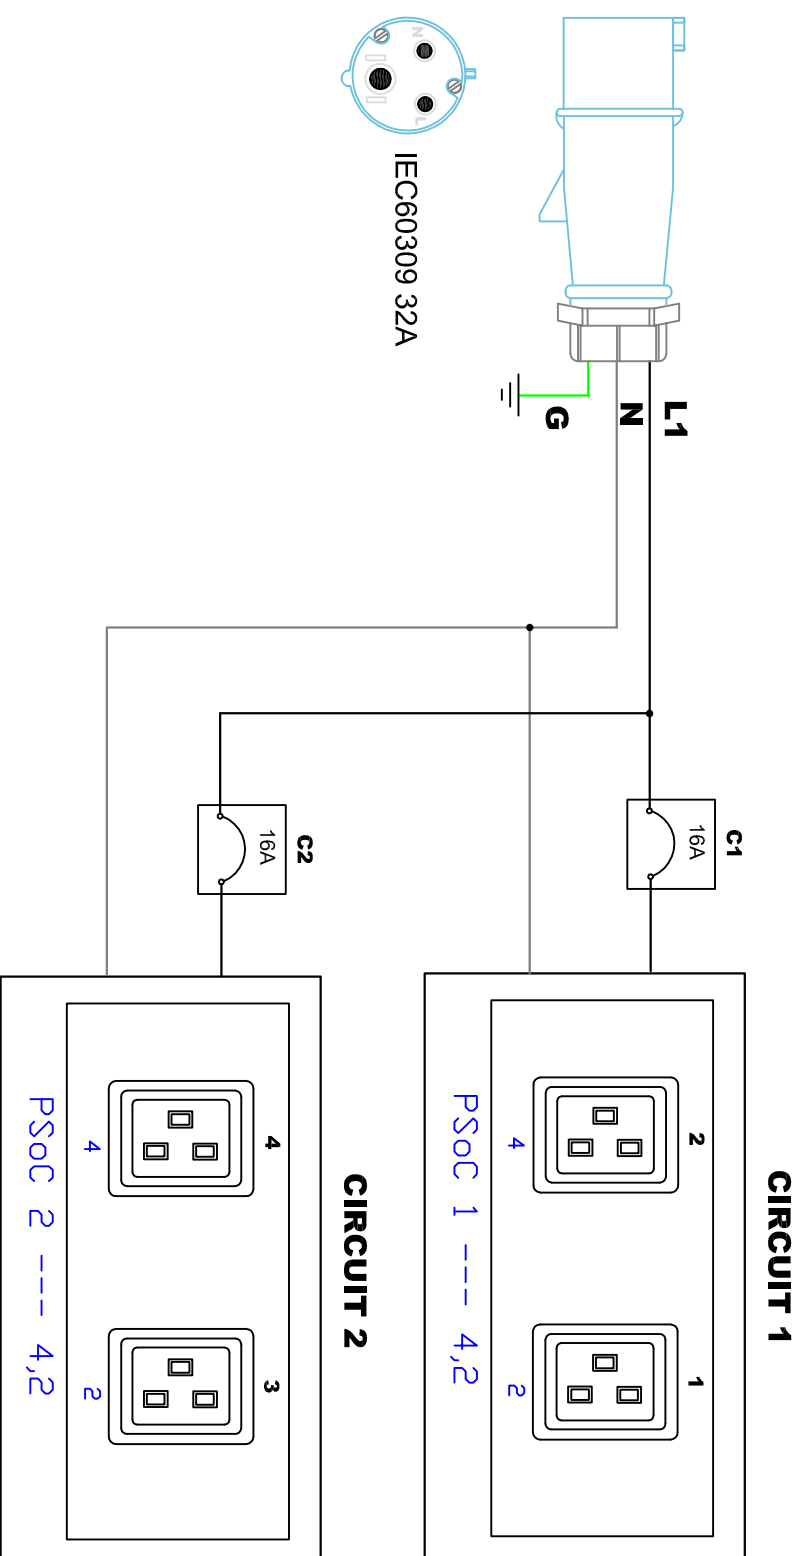 CIRCUIT 1
C1
16A
L1
N
G
2
1
4
2
PSoC 1 --- 4,2
IEC60309 32A
N
L
CIRCUIT 2
C2
16A
4
3
4
2
PSoC 2 --- 4,2